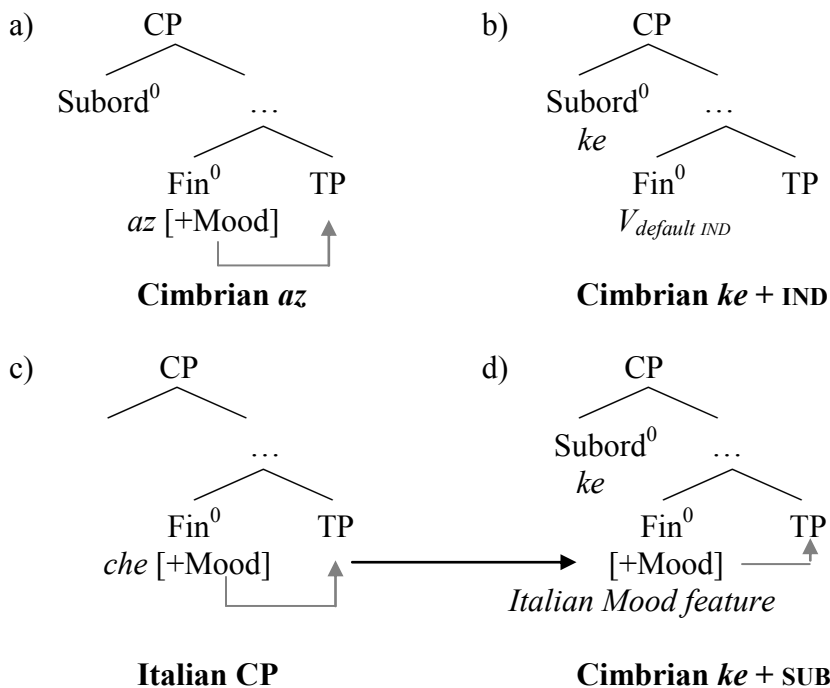 a)
CP
Subord⁰
…
Fin⁰
TP
az [+Mood]
Cimbrian az
b)
CP
Subord⁰
…
ke
Fin⁰
TP
V default IND
Cimbrian ke + IND
c)
CP
…
Fin⁰
TP
che [+Mood]
Italian CP
d)
CP
Subord⁰
…
ke
Fin⁰
TP
[+Mood]
Italian Mood feature
Cimbrian ke + SUB